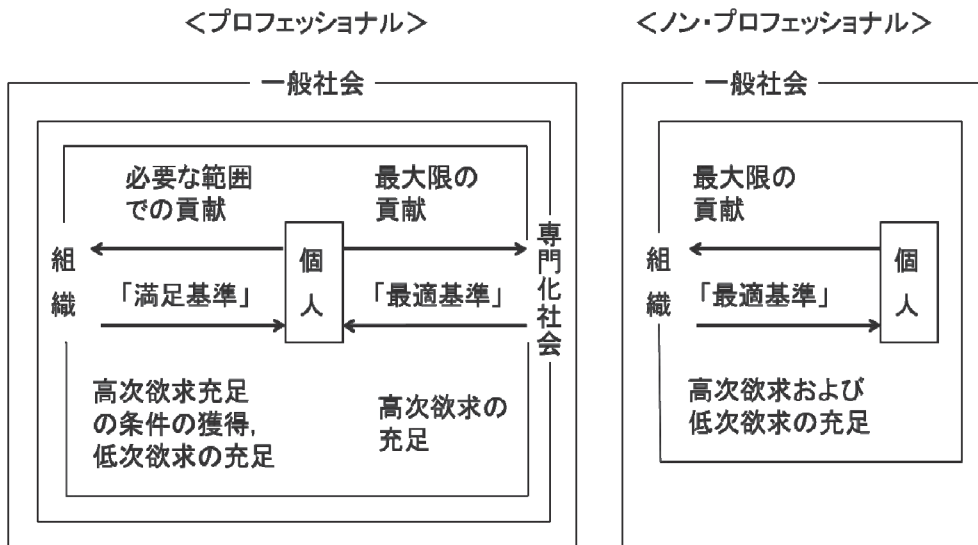 ＜プロフェッショナル＞
一般社会
必要な範囲
での貢献
最大限の
貢献
組織
個人
専門化社会
「満足基準」
「最適基準」
高次欲求充足
の条件の獲得,
低次欲求の充足
高次欲求の
充足
＜ノン・プロフェッショナル＞
一般社会
最大限の
貢献
組織
個人
「最適基準」
高次欲求および
低次欲求の充足